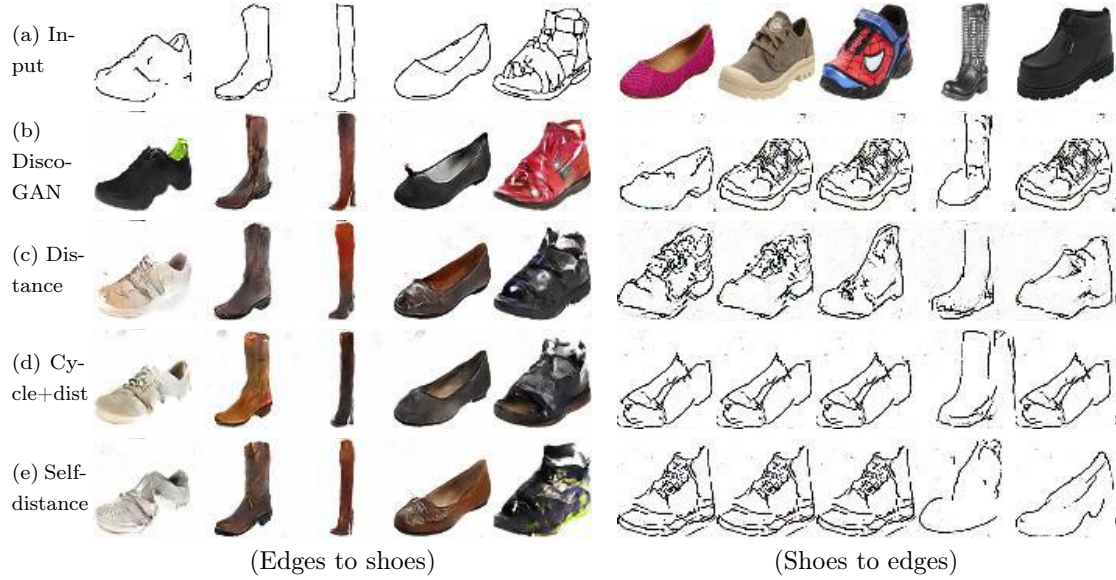 (a) In-
put
(b)
Disco-
GAN
(c) Dis-
tance
(d) Cy-
cle+dist
(e) Self-
distance
(Edges to shoes)
(Shoes to edges)